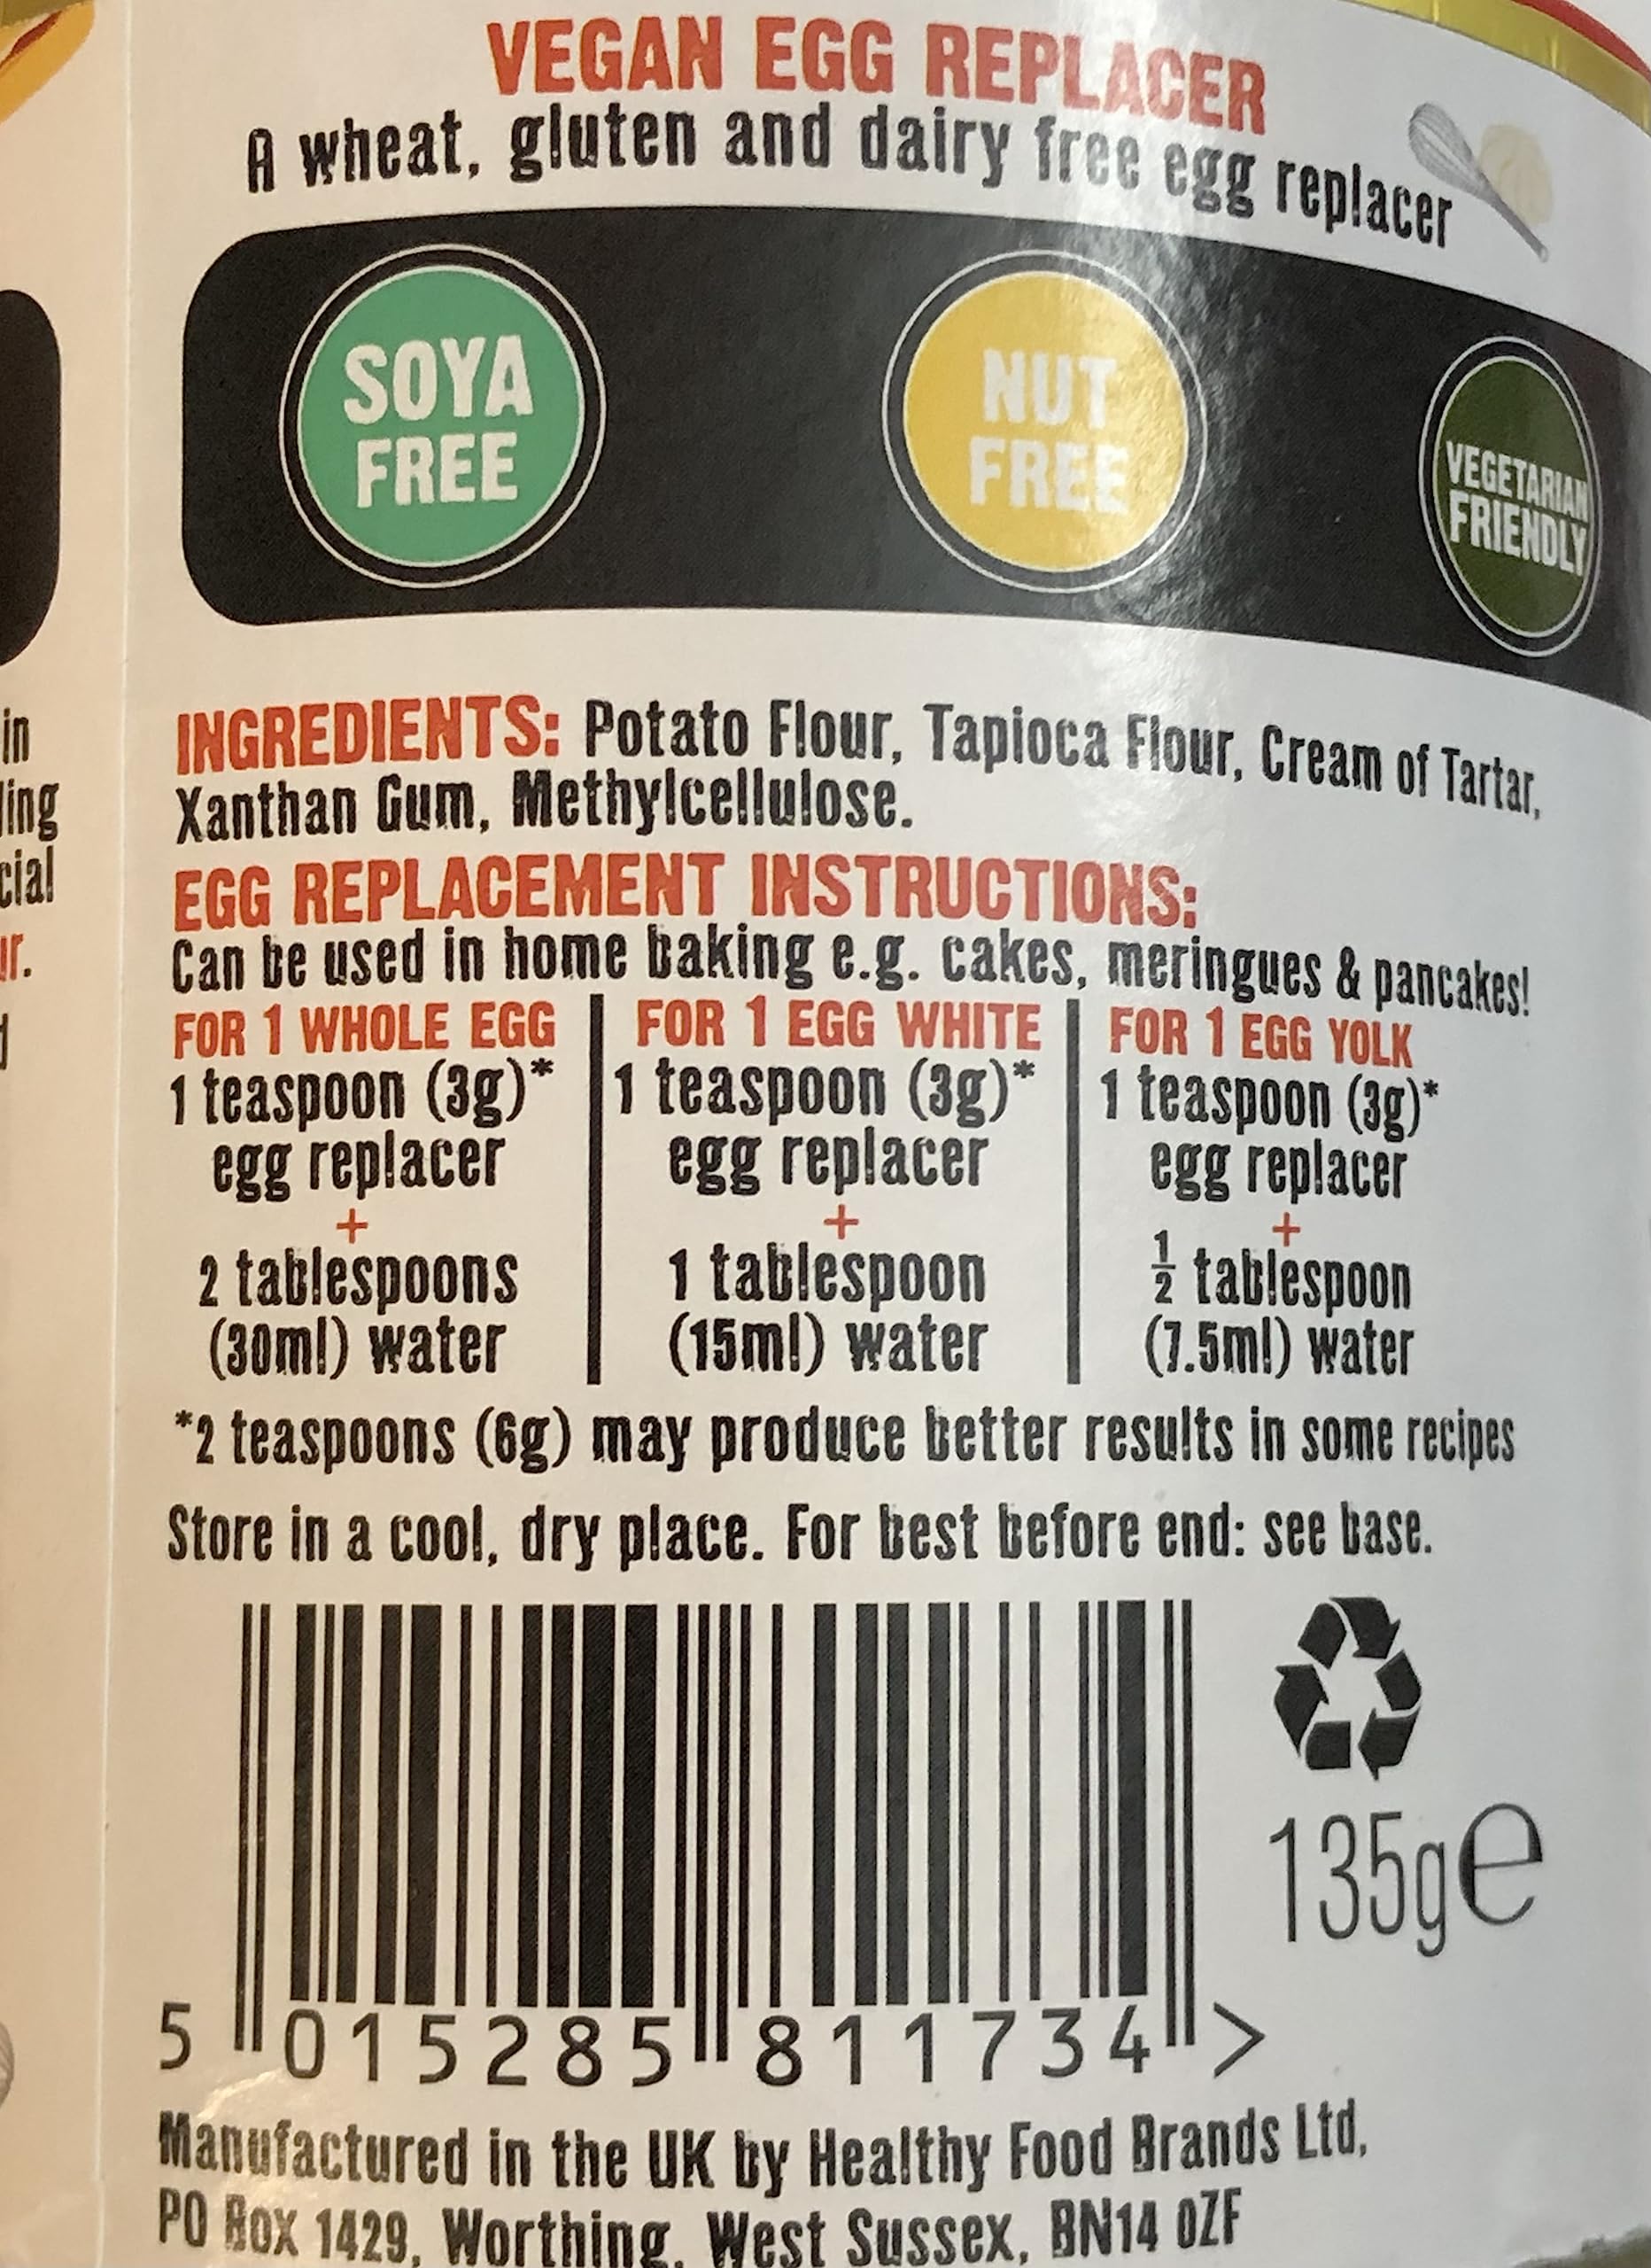 VEGAN EGG REPLACER
A wheat, gluten and dairy free egg replacer
SOYA
FREE
NUT
FREE
VEGETARIAN
FRIENDLY
in
cial
INGREDIENTS: Potato Flour, Tapioca Flour, Cream of Tartar,
Xanthan Gum, Methylcellulose.
EGG REPLACEMENT INSTRUCTIONS:
Can be used in home baking e.g. cakes, meringues & pancakes!
FOR 1 WHOLE EGG
1 teaspoon (3g)*
egg replacer
+
2 tablespoons
(30ml) water
FOR 1 EGG WHITE
1 teaspoon (3g)*
egg replacer
+
1 tablespoon
(15ml) water
FOR 1 EGG YOLK
1 teaspoon (3g)*
egg replacer
+
½ tablespoon
(7.5ml) water
*2 teaspoons (6g) may produce better results in some recipes
Store in a cool, dry place. For best before end: see base.
135g e
5 015285 811734 >
Manufactured in the UK by Healthy Food Brands Ltd,
PO Box 1429, Worthing, West Sussex, BN14 0ZF